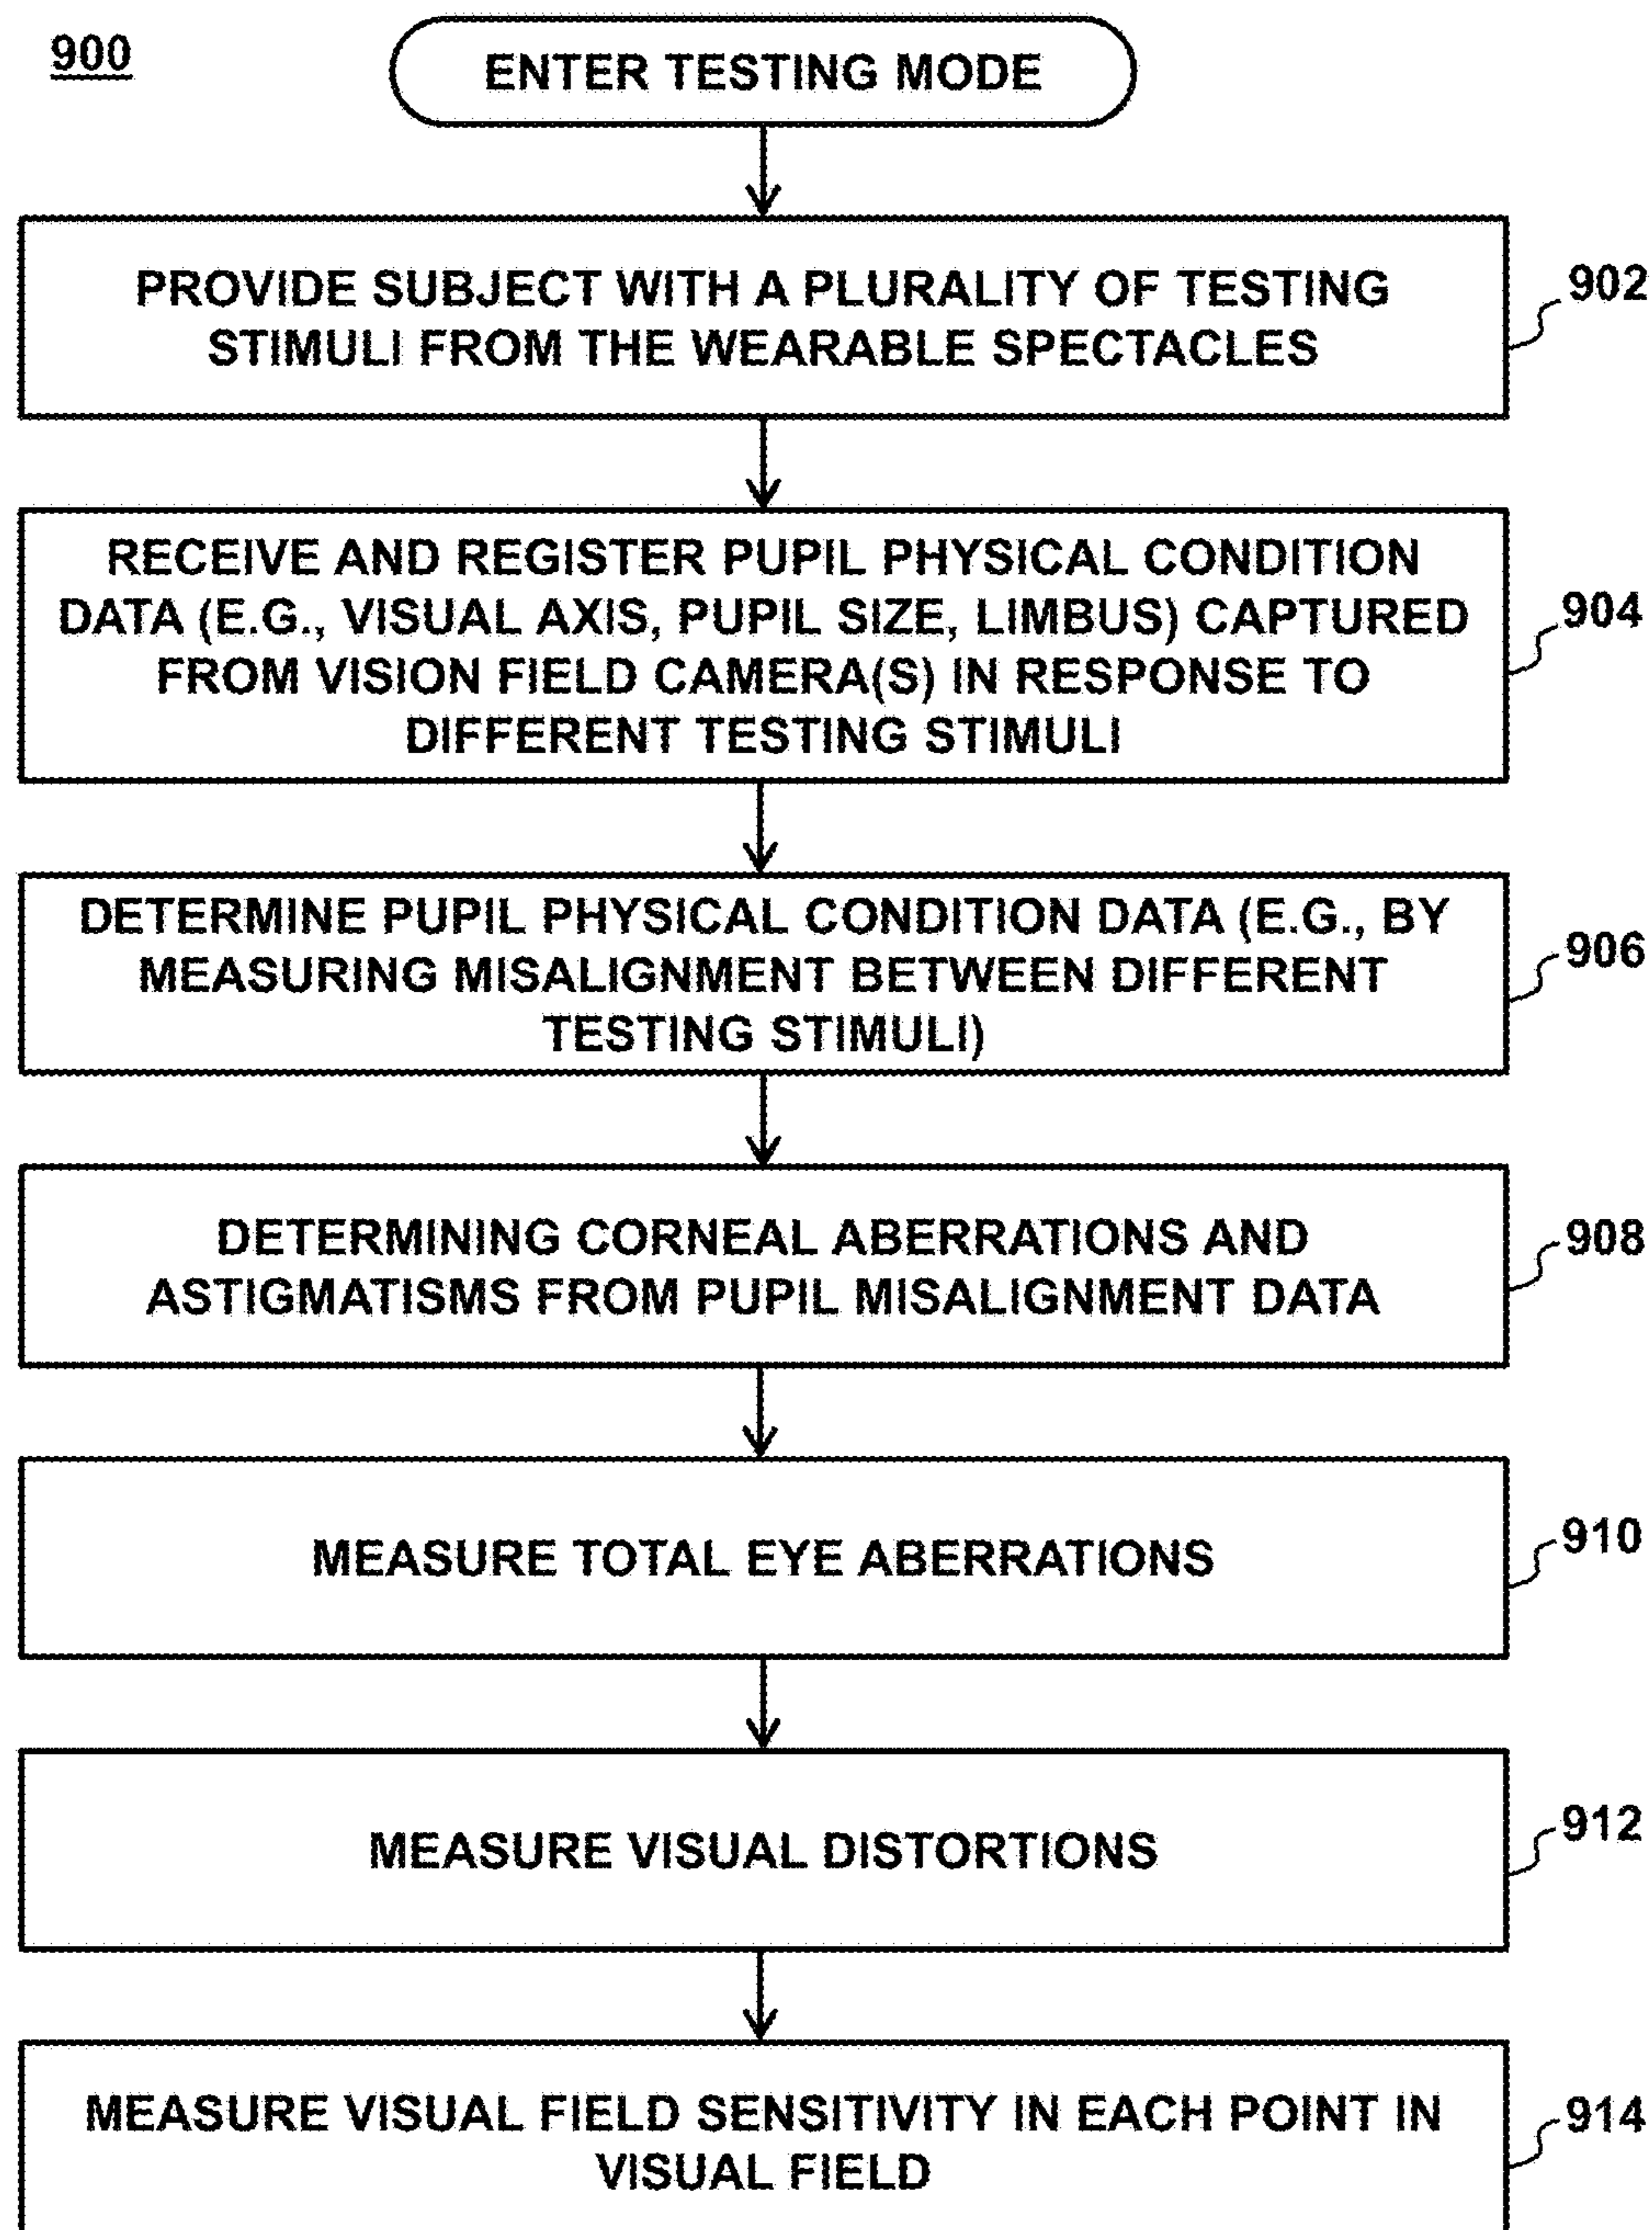 900
ENTER TESTING MODE
PROVIDE SUBJECT WITH A PLURALITY OF TESTING
STIMULI FROM THE WEARABLE SPECTACLES
902
RECEIVE AND REGISTER PUPIL PHYSICAL CONDITION
DATA (E.G., VISUAL AXIS, PUPIL SIZE, LIMBUS) CAPTURED
FROM VISION FIELD CAMERA(S) IN RESPONSE TO
DIFFERENT TESTING STIMULI
904
DETERMINE PUPIL PHYSICAL CONDITION DATA (E.G., BY
MEASURING MISALIGNMENT BETWEEN DIFFERENT
TESTING STIMULI)
906
DETERMINING CORNEAL ABERRATIONS AND
ASTIGMATISMS FROM PUPIL MISALIGNMENT DATA
908
MEASURE TOTAL EYE ABERRATIONS
910
MEASURE VISUAL DISTORTIONS
912
MEASURE VISUAL FIELD SENSITIVITY IN EACH POINT IN
VISUAL FIELD
914